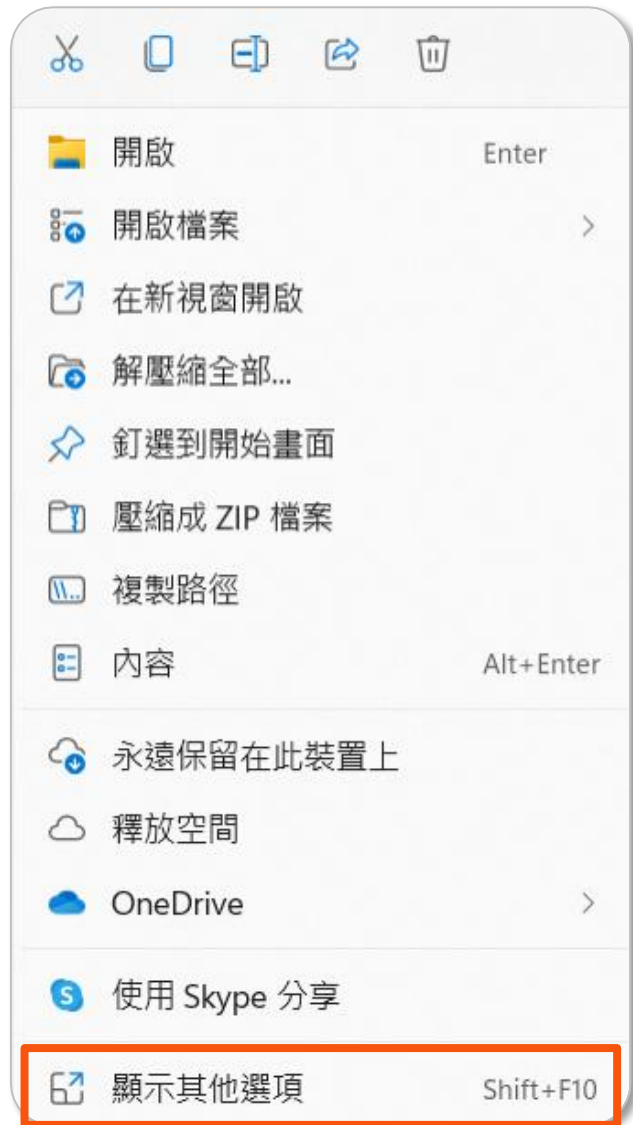 開啟 Enter
開啟檔案
在新視窗開啟
解壓縮全部...
釘選到開始畫面
壓縮成 ZIP 檔案
複製路徑
內容 Alt+Enter
永遠保留在此裝置上
釋放空間
OneDrive
使用 Skype 分享
顯示其他選項 Shift+F10